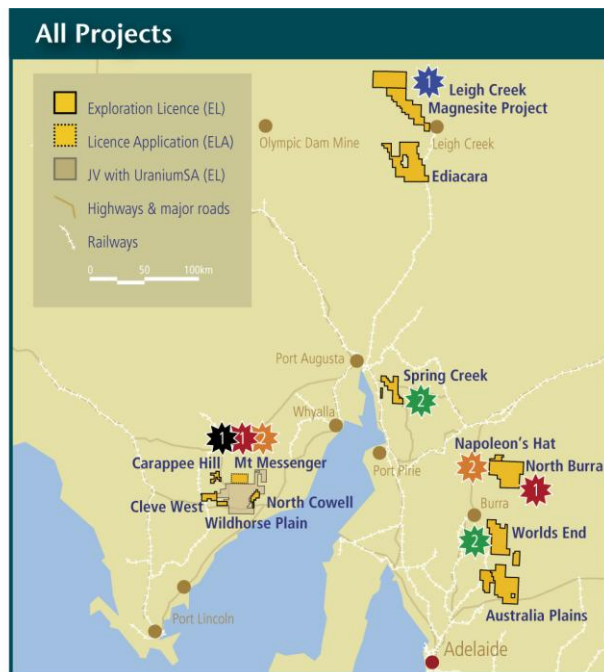 All Projects
Exploration Licence (EL)
Licence Application (ELA)
JV with UraniumSA (EL)
Highways & major roads
Railways
0 50 100km
1
Leigh Creek
Magnesite Project
Olympic Dam Mine
Leigh Creek
Ediacara
Port Augusta
Spring Creek
2
Whyalla
1 1 2
Carappee Hill Mt Messenger
Port Pirie
Napoleon's Hat
2
North Burra
1
Cleve West
North Cowell
Wildhorse Plain
Burra
2
Worlds End
Port Lincoln
Australia Plains
Adelaide